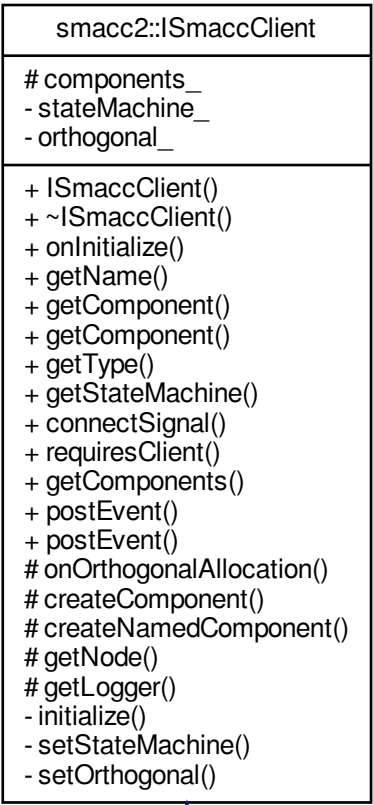 smacc2::ISmaccClient
# components_
- stateMachine_
- orthogonal_
+ ISmaccClient()
+ ~ISmaccClient()
+ onInitialize()
+ getName()
+ getComponent()
+ getComponent()
+ getType()
+ getStateMachine()
+ connectSignal()
+ requiresClient()
+ getComponents()
+ postEvent()
+ postEvent()
# onOrthogonalAllocation()
# createComponent()
# createNamedComponent()
# getNode()
# getLogger()
- initialize()
- setStateMachine()
- setOrthogonal()